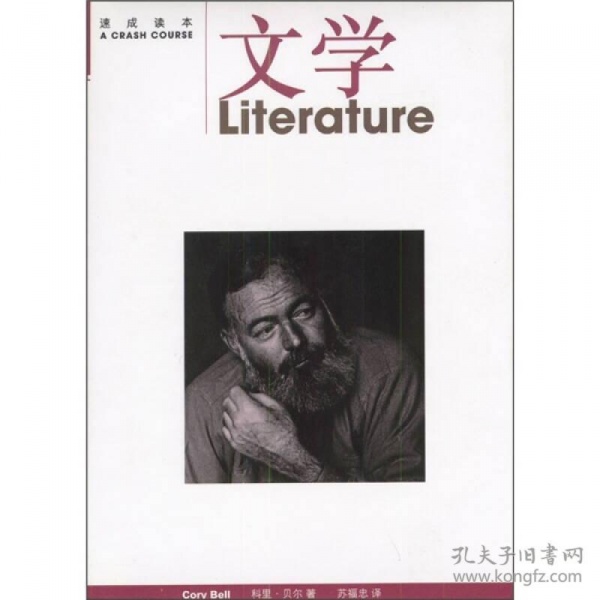 速成读本
A CRASH COURSE
文学
Literature
Cory Bell 科里·贝尔 著 苏福忠 译
孔夫子旧书网
www.kongfz.com